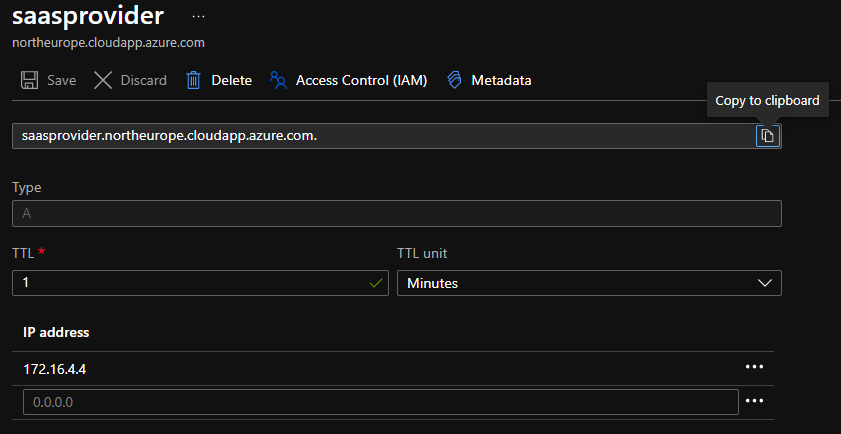 saasprovider ...
northeurope.cloudapp.azure.com
Save Discard Delete Access Control (IAM) Metadata
Copy to clipboard
saasprovider.northeurope.cloudapp.azure.com.
Type
A
TTL * TTL unit
1 Minutes
IP address
172.16.4.4 ...
0.0.0.0 ...